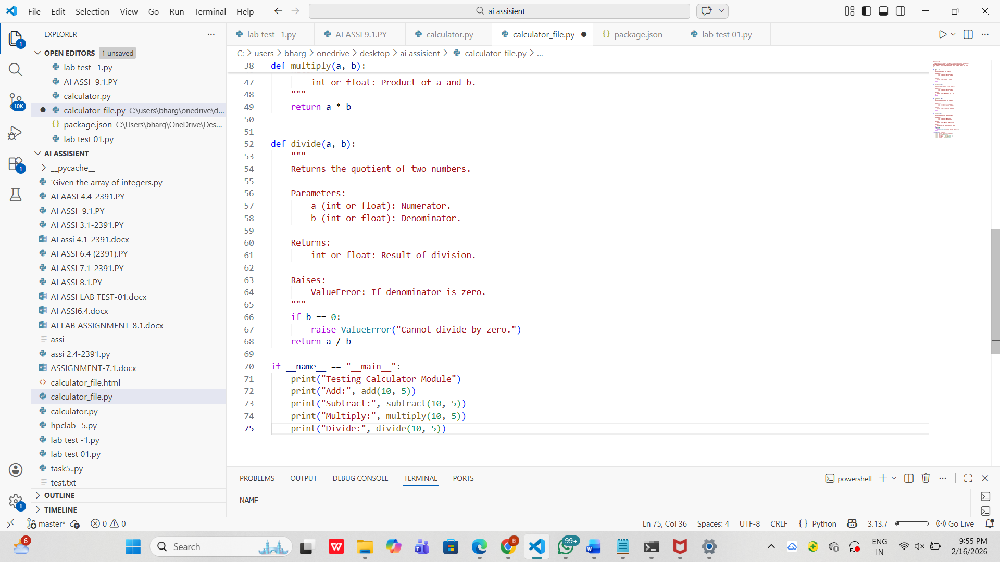 File Edit Selection View Go Run Terminal Help
ai assisient
EXPLORER
OPEN EDITORS 1 unsaved
lab test -1.py
AI ASSI 9.1.PY
calculator.py
calculator_file.py C:\users\bharg\onedrive\d...
package.json C:\Users\bharg\OneDrive\Des...
lab test 01.py
AI ASSISIENT
__pycache__
'Given the array of integers.py
AI AASI 4.4-2391.PY
AI ASSI 9.1.PY
AI ASSI 3.1-2391.PY
AI assi 4.1-2391.docx
AI ASSI 6.4 (2391).PY
AI ASSI 7.1-2391.PY
AI ASSI 8.1.PY
AI ASSI LAB TEST-01.docx
AI ASSI6.4.docx
AI LAB ASSIGNMENT-8.1.docx
assi
assi 2.4-2391.py
ASSIGNMENT-7.1.docx
calculator_file.html
calculator_file.py
calculator.py
hpclab -5.py
lab test -1.py
lab test 01.py
task5..py
test.txt
OUTLINE
TIMELINE
1
10K
1
1
lab test -1.py AI ASSI 9.1.PY calculator.py calculator_file.py package.json lab test 01.py
C: > users > bharg > onedrive > desktop > ai assisient > calculator_file.py > ...
38 def multiply(a, b):
47 int or float: Product of a and b.
48 """
49 return a * b
50
51
52 def divide(a, b):
53 """
54 Returns the quotient of two numbers.
55
56 Parameters:
57 a (int or float): Numerator.
58 b (int or float): Denominator.
59
60 Returns:
61 int or float: Result of division.
62
63 Raises:
64 ValueError: If denominator is zero.
65 """
66 if b == 0:
67 raise ValueError("Cannot divide by zero.")
68 return a / b
69
70 if __name__ == "__main__":
71 print("Testing Calculator Module")
72 print("Add:", add(10, 5))
73 print("Subtract:", subtract(10, 5))
74 print("Multiply:", multiply(10, 5))
75 print("Divide:", divide(10, 5))
PROBLEMS OUTPUT DEBUG CONSOLE TERMINAL PORTS
powershell
NAME
master* 0 0 Ln 75, Col 36 Spaces: 4 UTF-8 CRLF { } Python 3.13.7 Go Live
6
Search
B
99+
ENG
IN
9:55 PM
2/16/2026